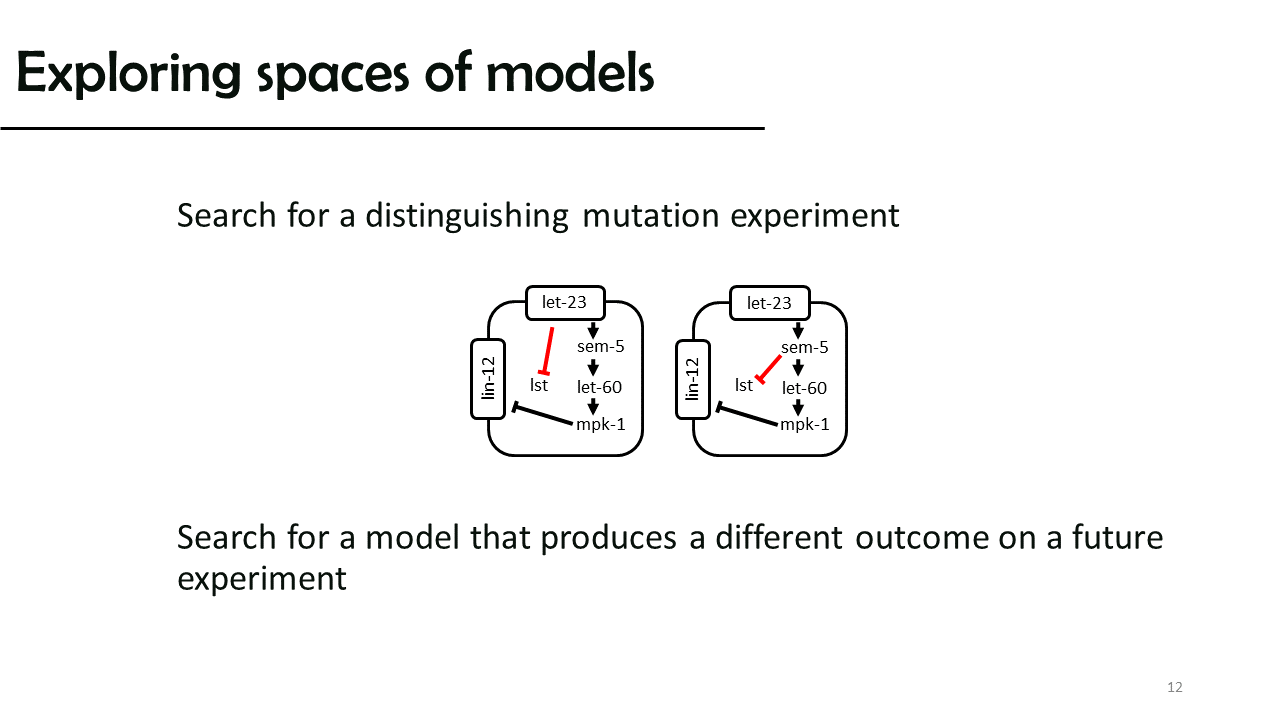 Exploring spaces of models
Search for a distinguishing mutation experiment
let-23
sem-5
lin-12
lst
let-60
mpk-1
let-23
sem-5
lin-12
lst
let-60
mpk-1
Search for a model that produces a different outcome on a future
experiment
12